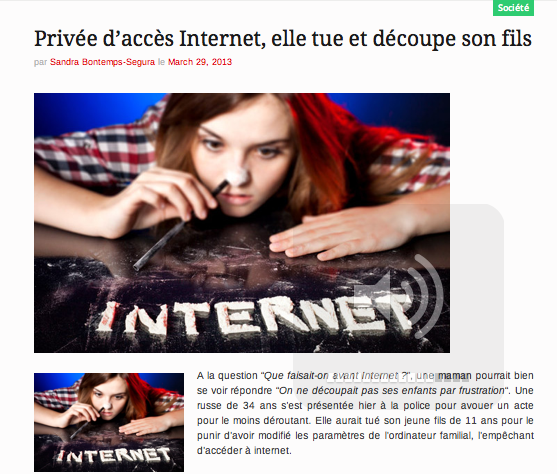 Société
Privée d’accès Internet, elle tue et découpe son fils
par Sandra Bontemps-Segura le March 29, 2013
INTERNET
INTERNET
A la question "Que faisait-on avant Internet ?", une maman pourrait bien
se voir répondre "On ne découpait pas ses enfants par frustration". Une
russe de 34 ans s'est présentée hier à la police pour avouer un acte
pour le moins déroutant. Elle aurait tué son jeune fils de 11 ans pour le
punir d'avoir modifié les paramètres de l'ordinateur familial, l'empêchant
d'accéder à internet.